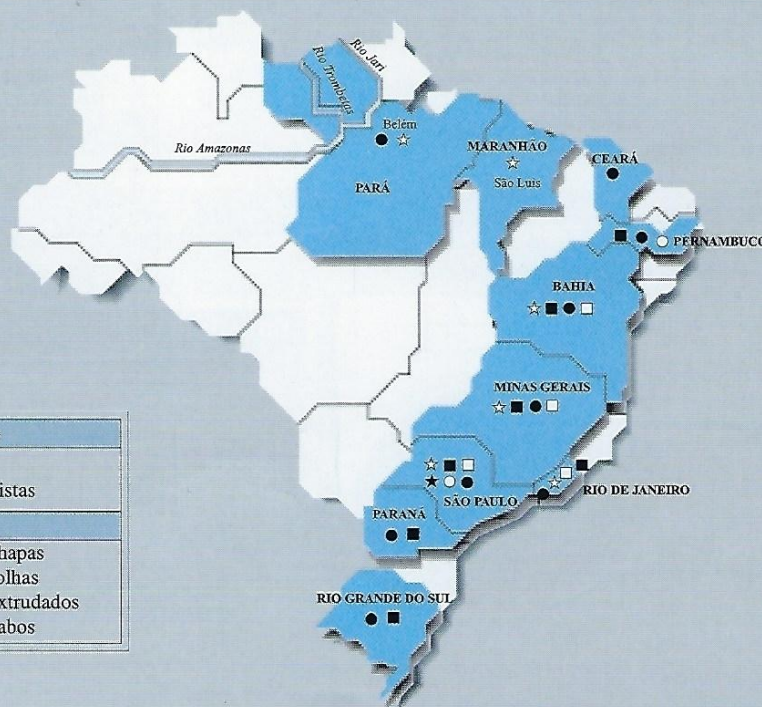 Rio Jari
Rio Trombetas
Rio Amazonas
Belém
PARÁ
MARANHÃO
São Luis
CEARÁ
PERNAMBUCO
BAHIA
MINAS GERAIS
SÃO PAULO
RIO DE JANEIRO
PARANÁ
RIO GRANDE DO SUL
istas
hapas
olhas
xtrudados
abos